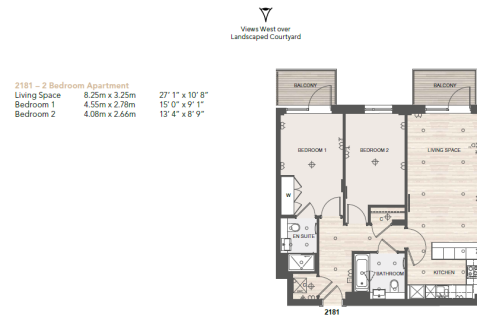 Views West over
Landscaped Courtyard
2181 – 2 Bedroom Apartment
Living Space 8.25m x 3.25m 27' 1" x 10' 8"
Bedroom 1 4.55m x 2.78m 15' 0" x 9' 1"
Bedroom 2 4.08m x 2.66m 13' 4" x 8' 9"
BALCONY
BALCONY
BEDROOM 1
BEDROOM 2
LIVING SPACE
W
EN SUITE
BATHROOM
KITCHEN
2181